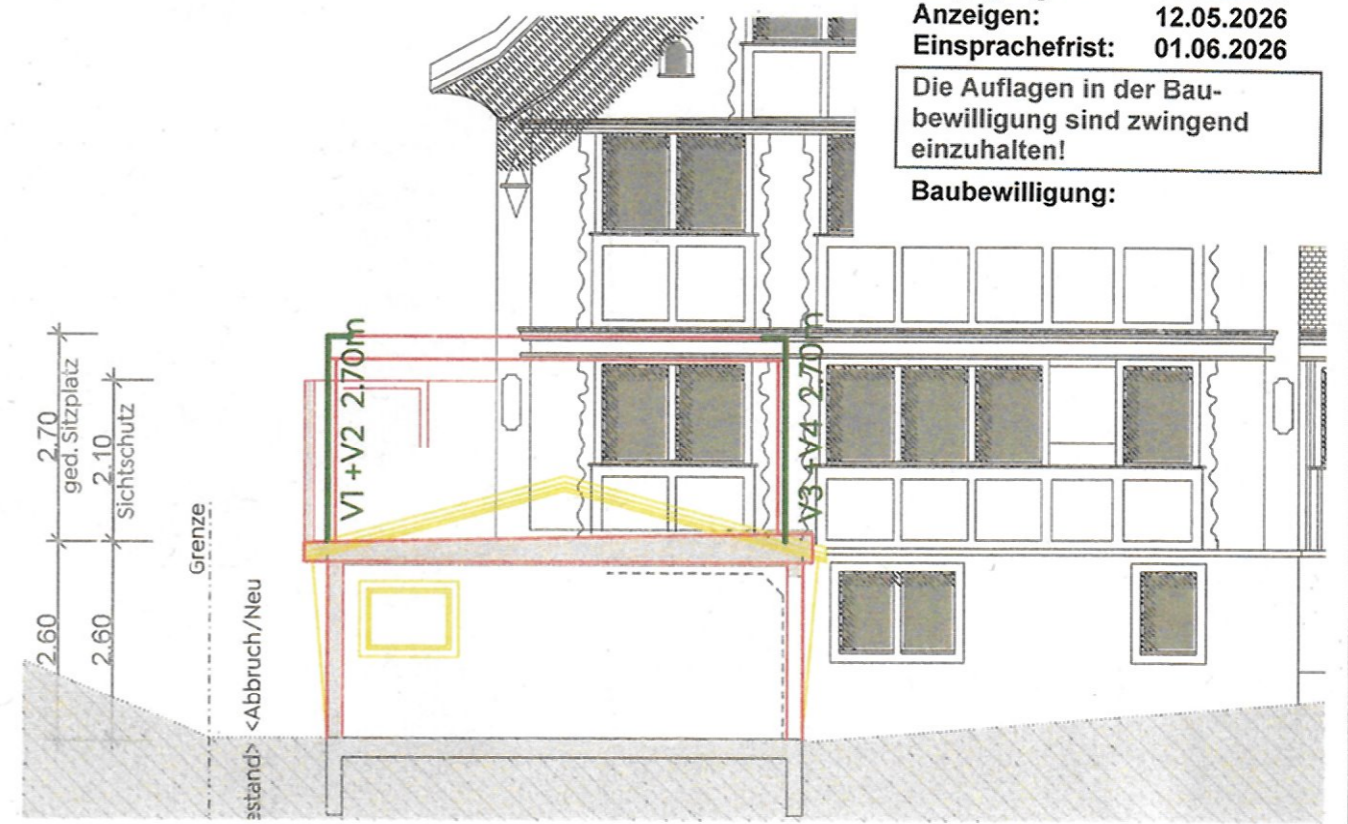 Anzeigen: 12.05.2026
Einsprachefrist: 01.06.2026
Die Auflagen in der Bau-
bewilligung sind zwingend
einzuhalten!
Baubewilligung:
2.70
ged. Sitzplatz
2.10
Sichtschutz
V1+V2 2.70m
V3+V4 2.70m
Grenze
2.60
2.60
estand> <Abbruch/Neu